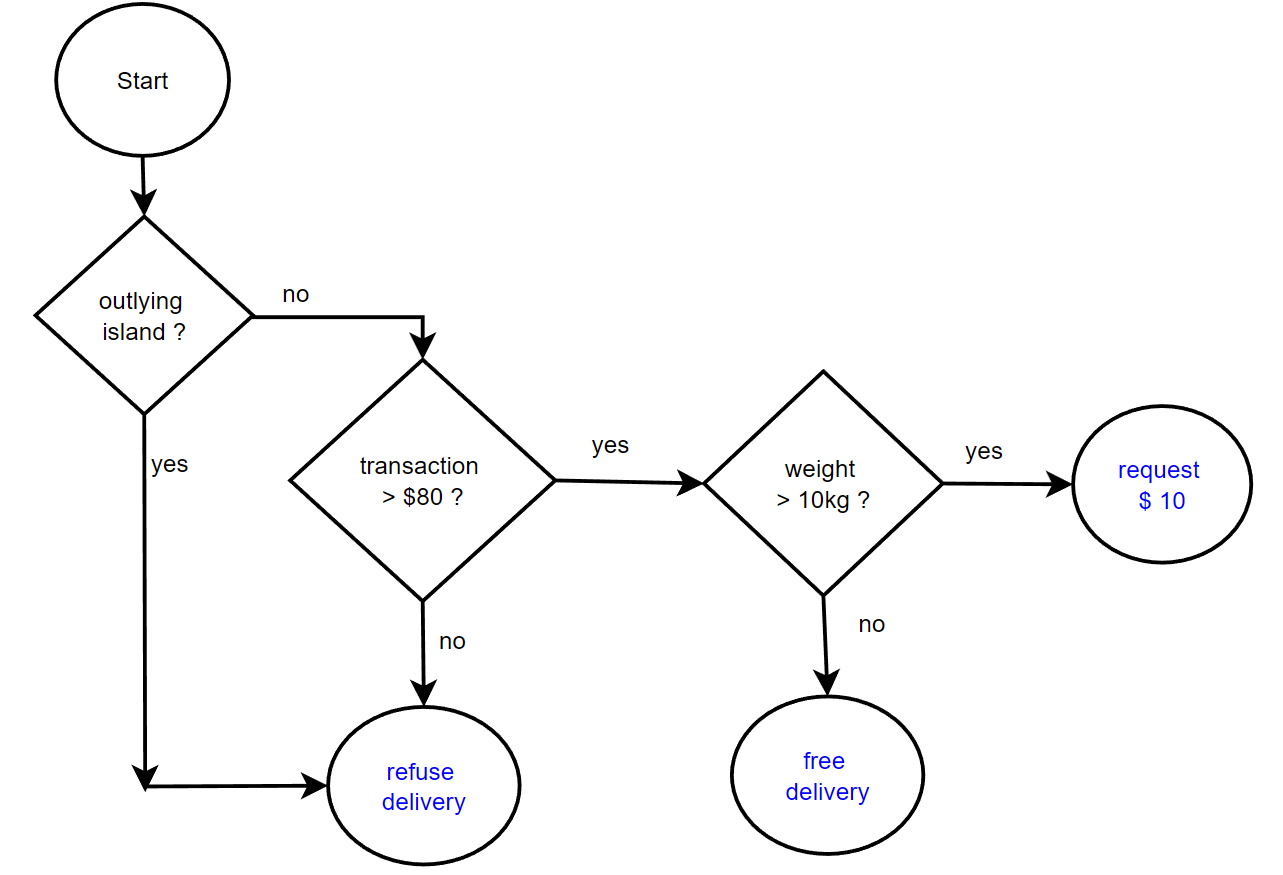 Start
outlying
island ?
no
yes
transaction
> $80 ?
yes
weight
> 10kg ?
yes
request
$ 10
no
no
refuse
delivery
free
delivery